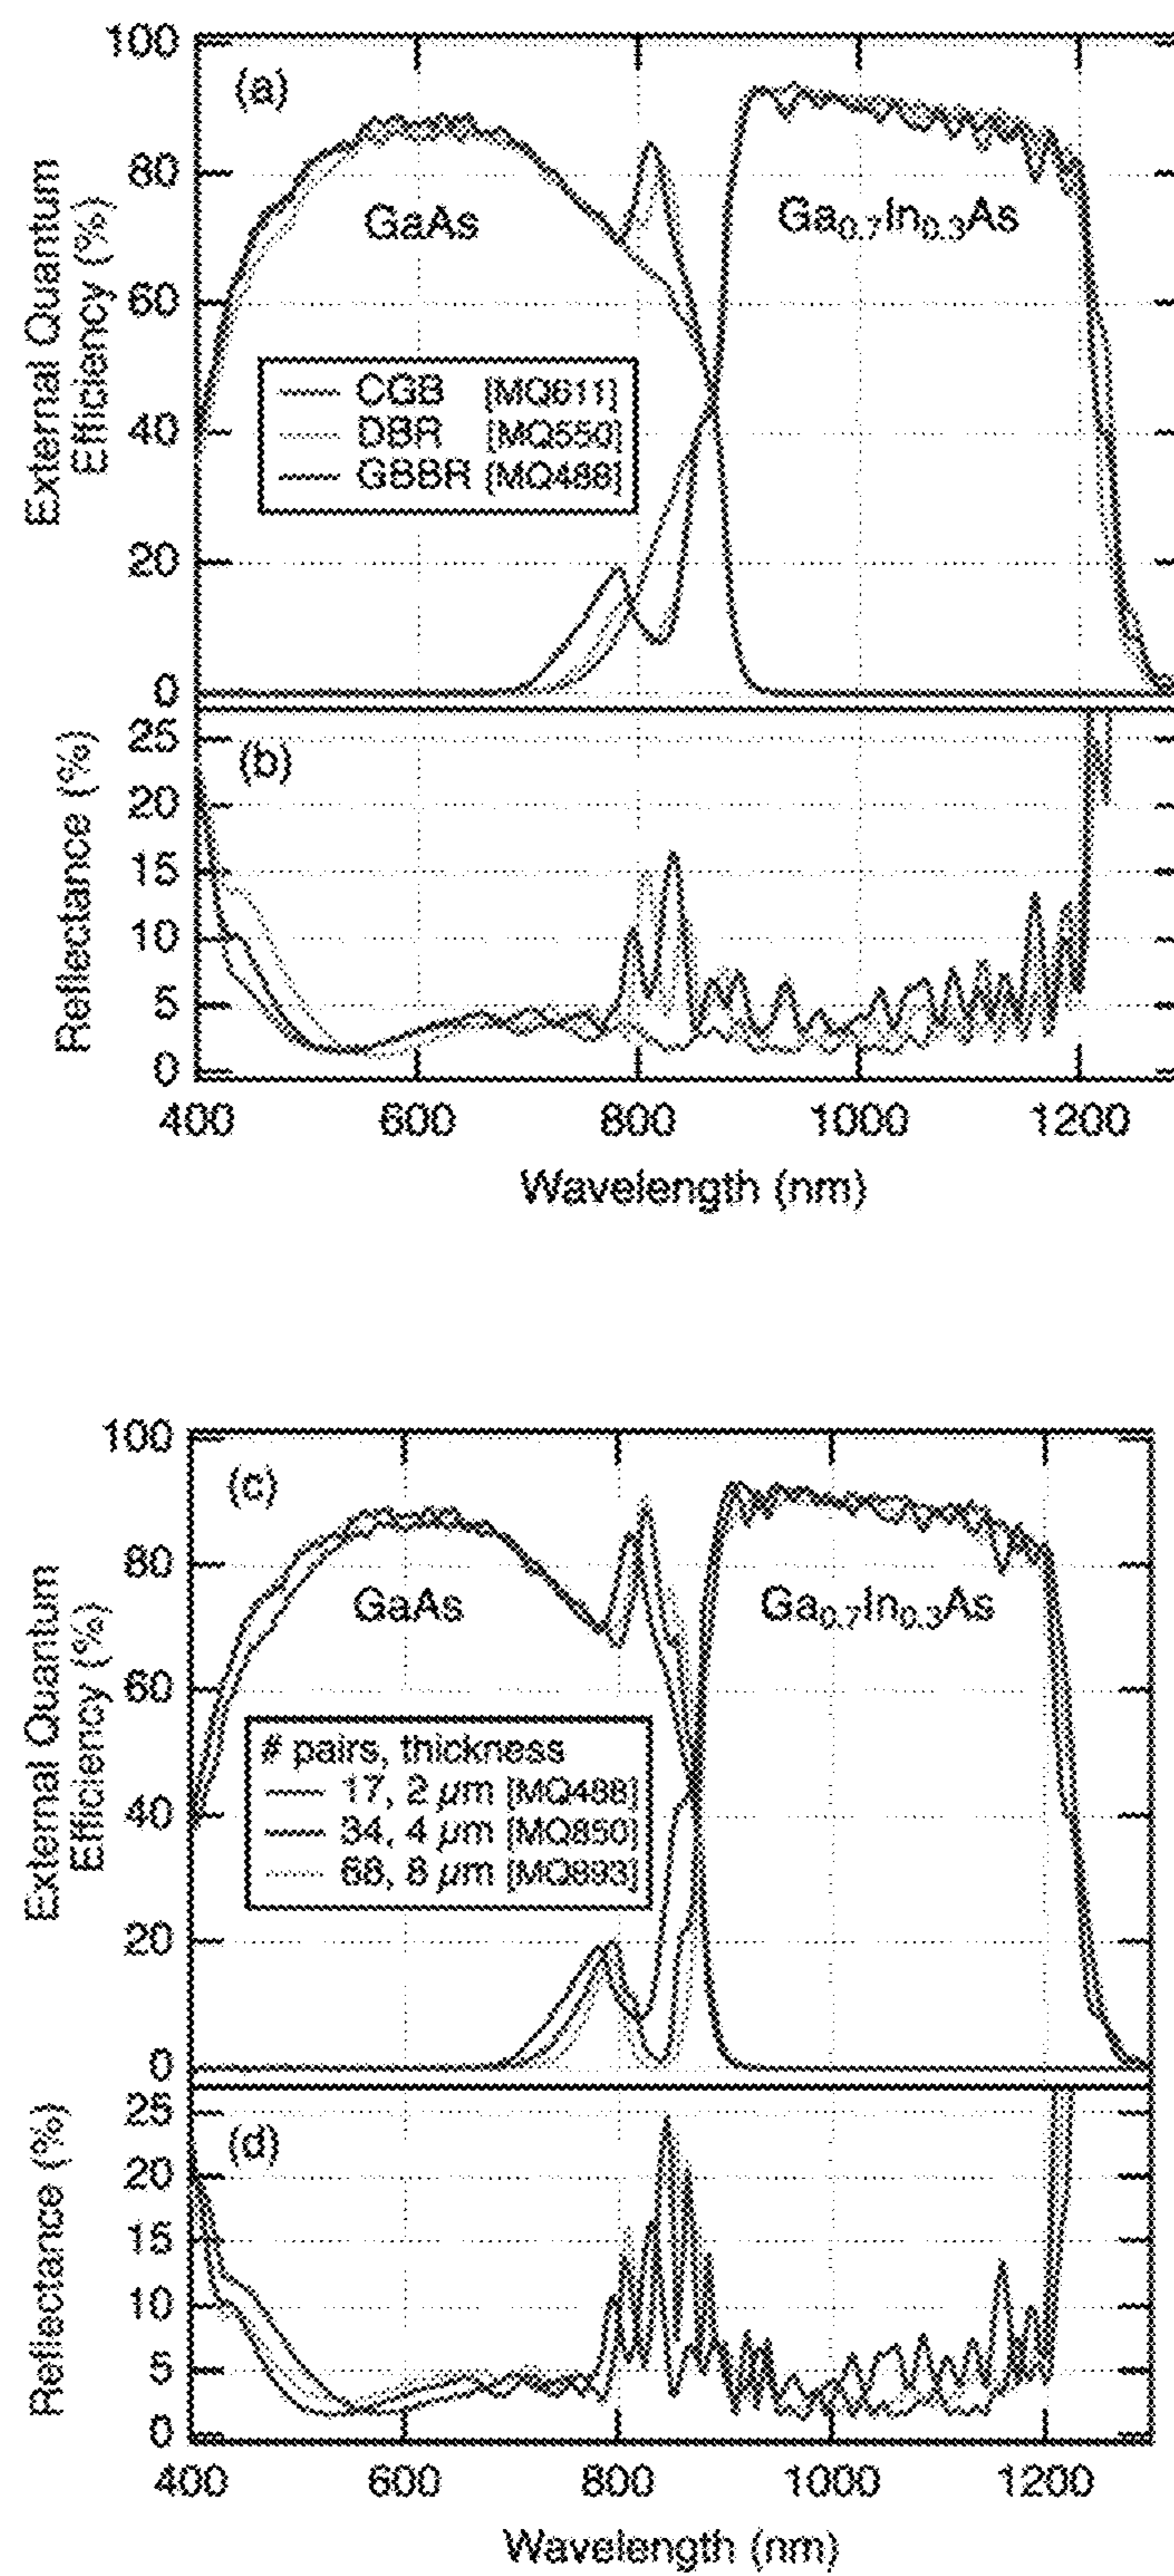 (a)
External Quantum
Efficiency (%)
100
80
60
40
20
0
GaAs
Ga0.7In0.3As
CGB [MQ611]
DBR [MQ550]
GBBR [MQ488]
(b)
Reflectance (%)
25
20
15
10
5
0
400 600 800 1000 1200
Wavelength (nm)
(c)
External Quantum
Efficiency (%)
100
80
60
40
20
0
GaAs
Ga0.7In0.3As
# pairs, thickness
17, 2 µm [MQ488]
34, 4 µm [MQ850]
68, 8 µm [MQ893]
(d)
Reflectance (%)
25
20
15
10
5
0
400 600 800 1000 1200
Wavelength (nm)